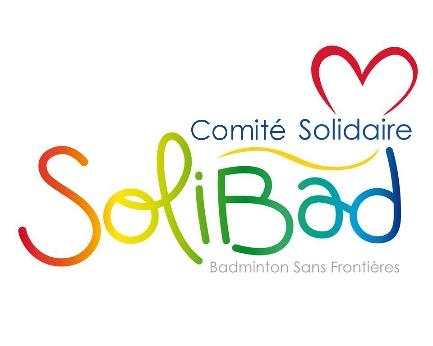 Comité Solidaire
SoliBad
Badminton Sans Frontières